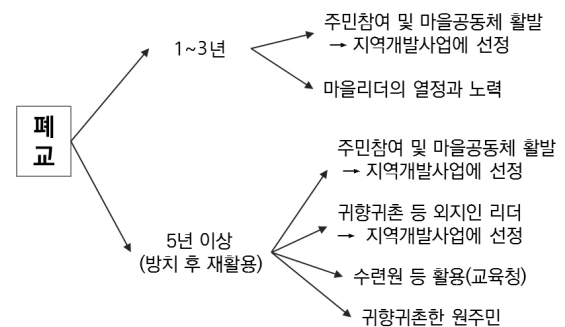 폐
교
1~3년
주민참여 및 마을공동체 활발
→ 지역개발사업에 선정
마을리더의 열정과 노력
5년 이상
(방치 후 재활용)
주민참여 및 마을공동체 활발
→ 지역개발사업에 선정
귀향귀촌 등 외지인 리더
→ 지역개발사업에 선정
수련원 등 활용(교육청)
귀향귀촌한 원주민